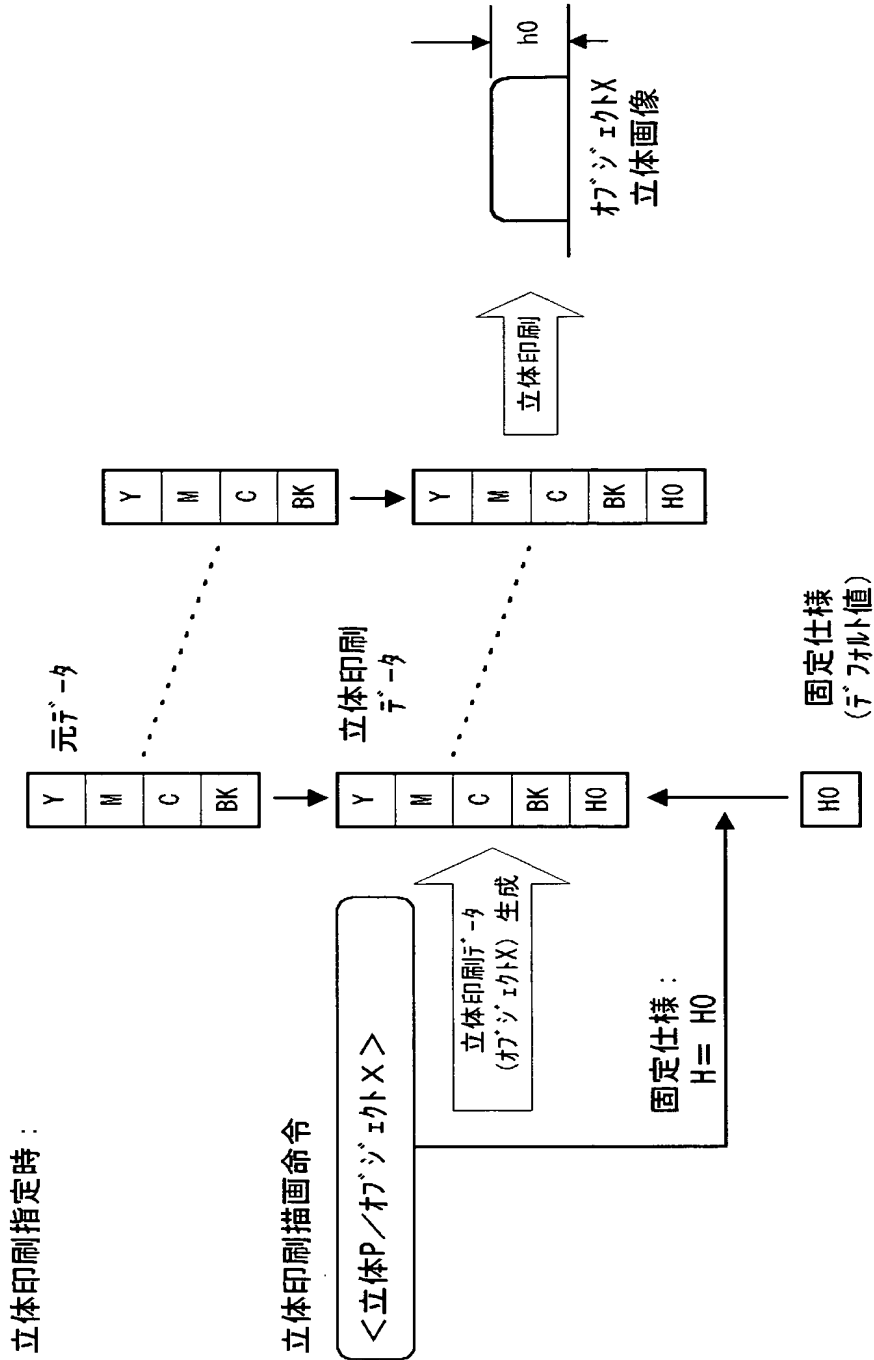 立体印刷指定時：
元ﾃﾞｰﾀ
Y
M
C
BK
Y
M
C
BK
立体印刷描画命令
＜立体P／ｵﾌﾞｼﾞｪｸﾄX＞
立体印刷ﾃﾞｰﾀ
(ｵﾌﾞｼﾞｪｸﾄX) 生成
立体印刷
ﾃﾞｰﾀ
Y
M
C
BK
H0
Y
M
C
BK
H0
立体印刷
h0
ｵﾌﾞｼﾞｪｸﾄX
立体画像
固定仕様：
H＝ H0
H0
固定仕様
(ﾃﾞﾌｫﾙﾄ値)